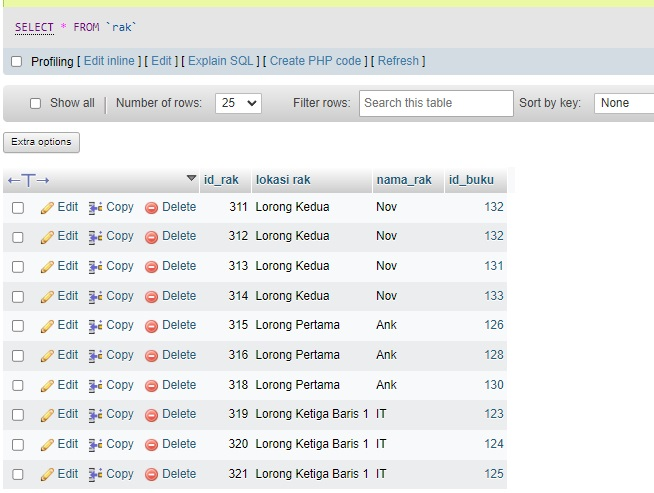 SELECT * FROM `rak`
Profiling [ Edit inline ] [ Edit ] [ Explain SQL ] [ Create PHP code ] [ Refresh ]
Show all Number of rows: 25 Filter rows: Search this table Sort by key: None
Extra options
←T→ id_rak lokasi rak nama_rak id_buku
Edit Copy Delete 311 Lorong Kedua Nov 132
Edit Copy Delete 312 Lorong Kedua Nov 132
Edit Copy Delete 313 Lorong Kedua Nov 131
Edit Copy Delete 314 Lorong Kedua Nov 133
Edit Copy Delete 315 Lorong Pertama Ank 126
Edit Copy Delete 316 Lorong Pertama Ank 128
Edit Copy Delete 318 Lorong Pertama Ank 130
Edit Copy Delete 319 Lorong Ketiga Baris 1 IT 123
Edit Copy Delete 320 Lorong Ketiga Baris 1 IT 124
Edit Copy Delete 321 Lorong Ketiga Baris 1 IT 125